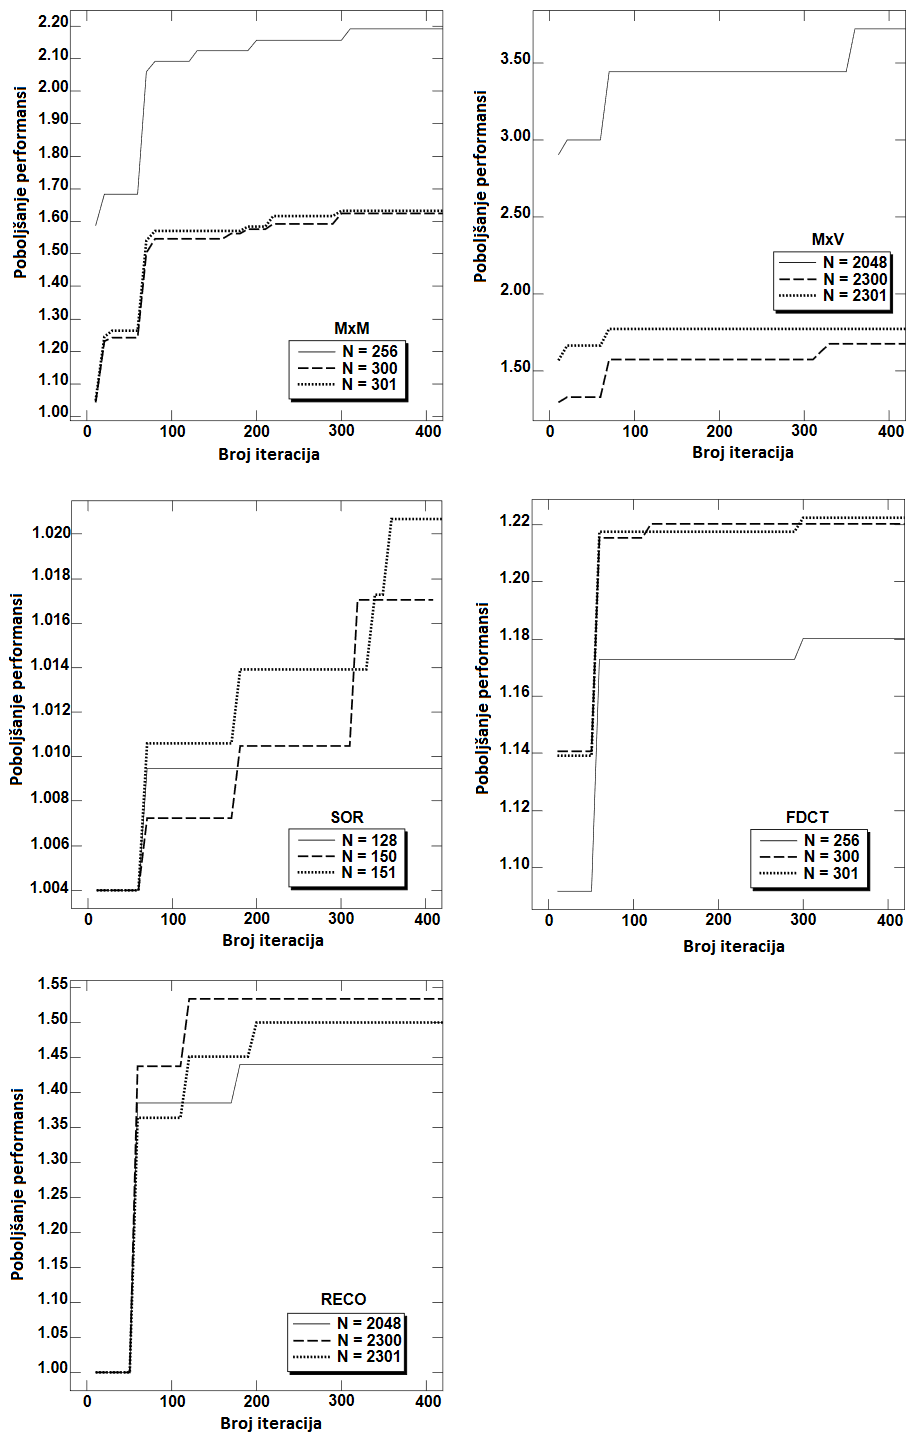 Poboljšanje performansi
2.20
2.10
2.00
1.90
1.80
1.70
1.60
1.50
1.40
1.30
1.20
1.10
1.00
0
100
200
300
400
Broj iteracija
MxM
N = 256
N = 300
N = 301
Poboljšanje performansi
3.50
3.00
2.50
2.00
1.50
0
100
200
300
400
Broj iteracija
MxV
N = 2048
N = 2300
N = 2301
Poboljšanje performansi
1.020
1.018
1.016
1.014
1.012
1.010
1.008
1.006
1.004
0
100
200
300
400
Broj iteracija
SOR
N = 128
N = 150
N = 151
Poboljšanje performansi
1.22
1.20
1.18
1.16
1.14
1.12
1.10
0
100
200
300
400
Broj iteracija
FDCT
N = 256
N = 300
N = 301
Poboljšanje performansi
1.55
1.50
1.45
1.40
1.35
1.30
1.25
1.20
1.15
1.10
1.05
1.00
0
100
200
300
400
Broj iteracija
RECO
N = 2048
N = 2300
N = 2301